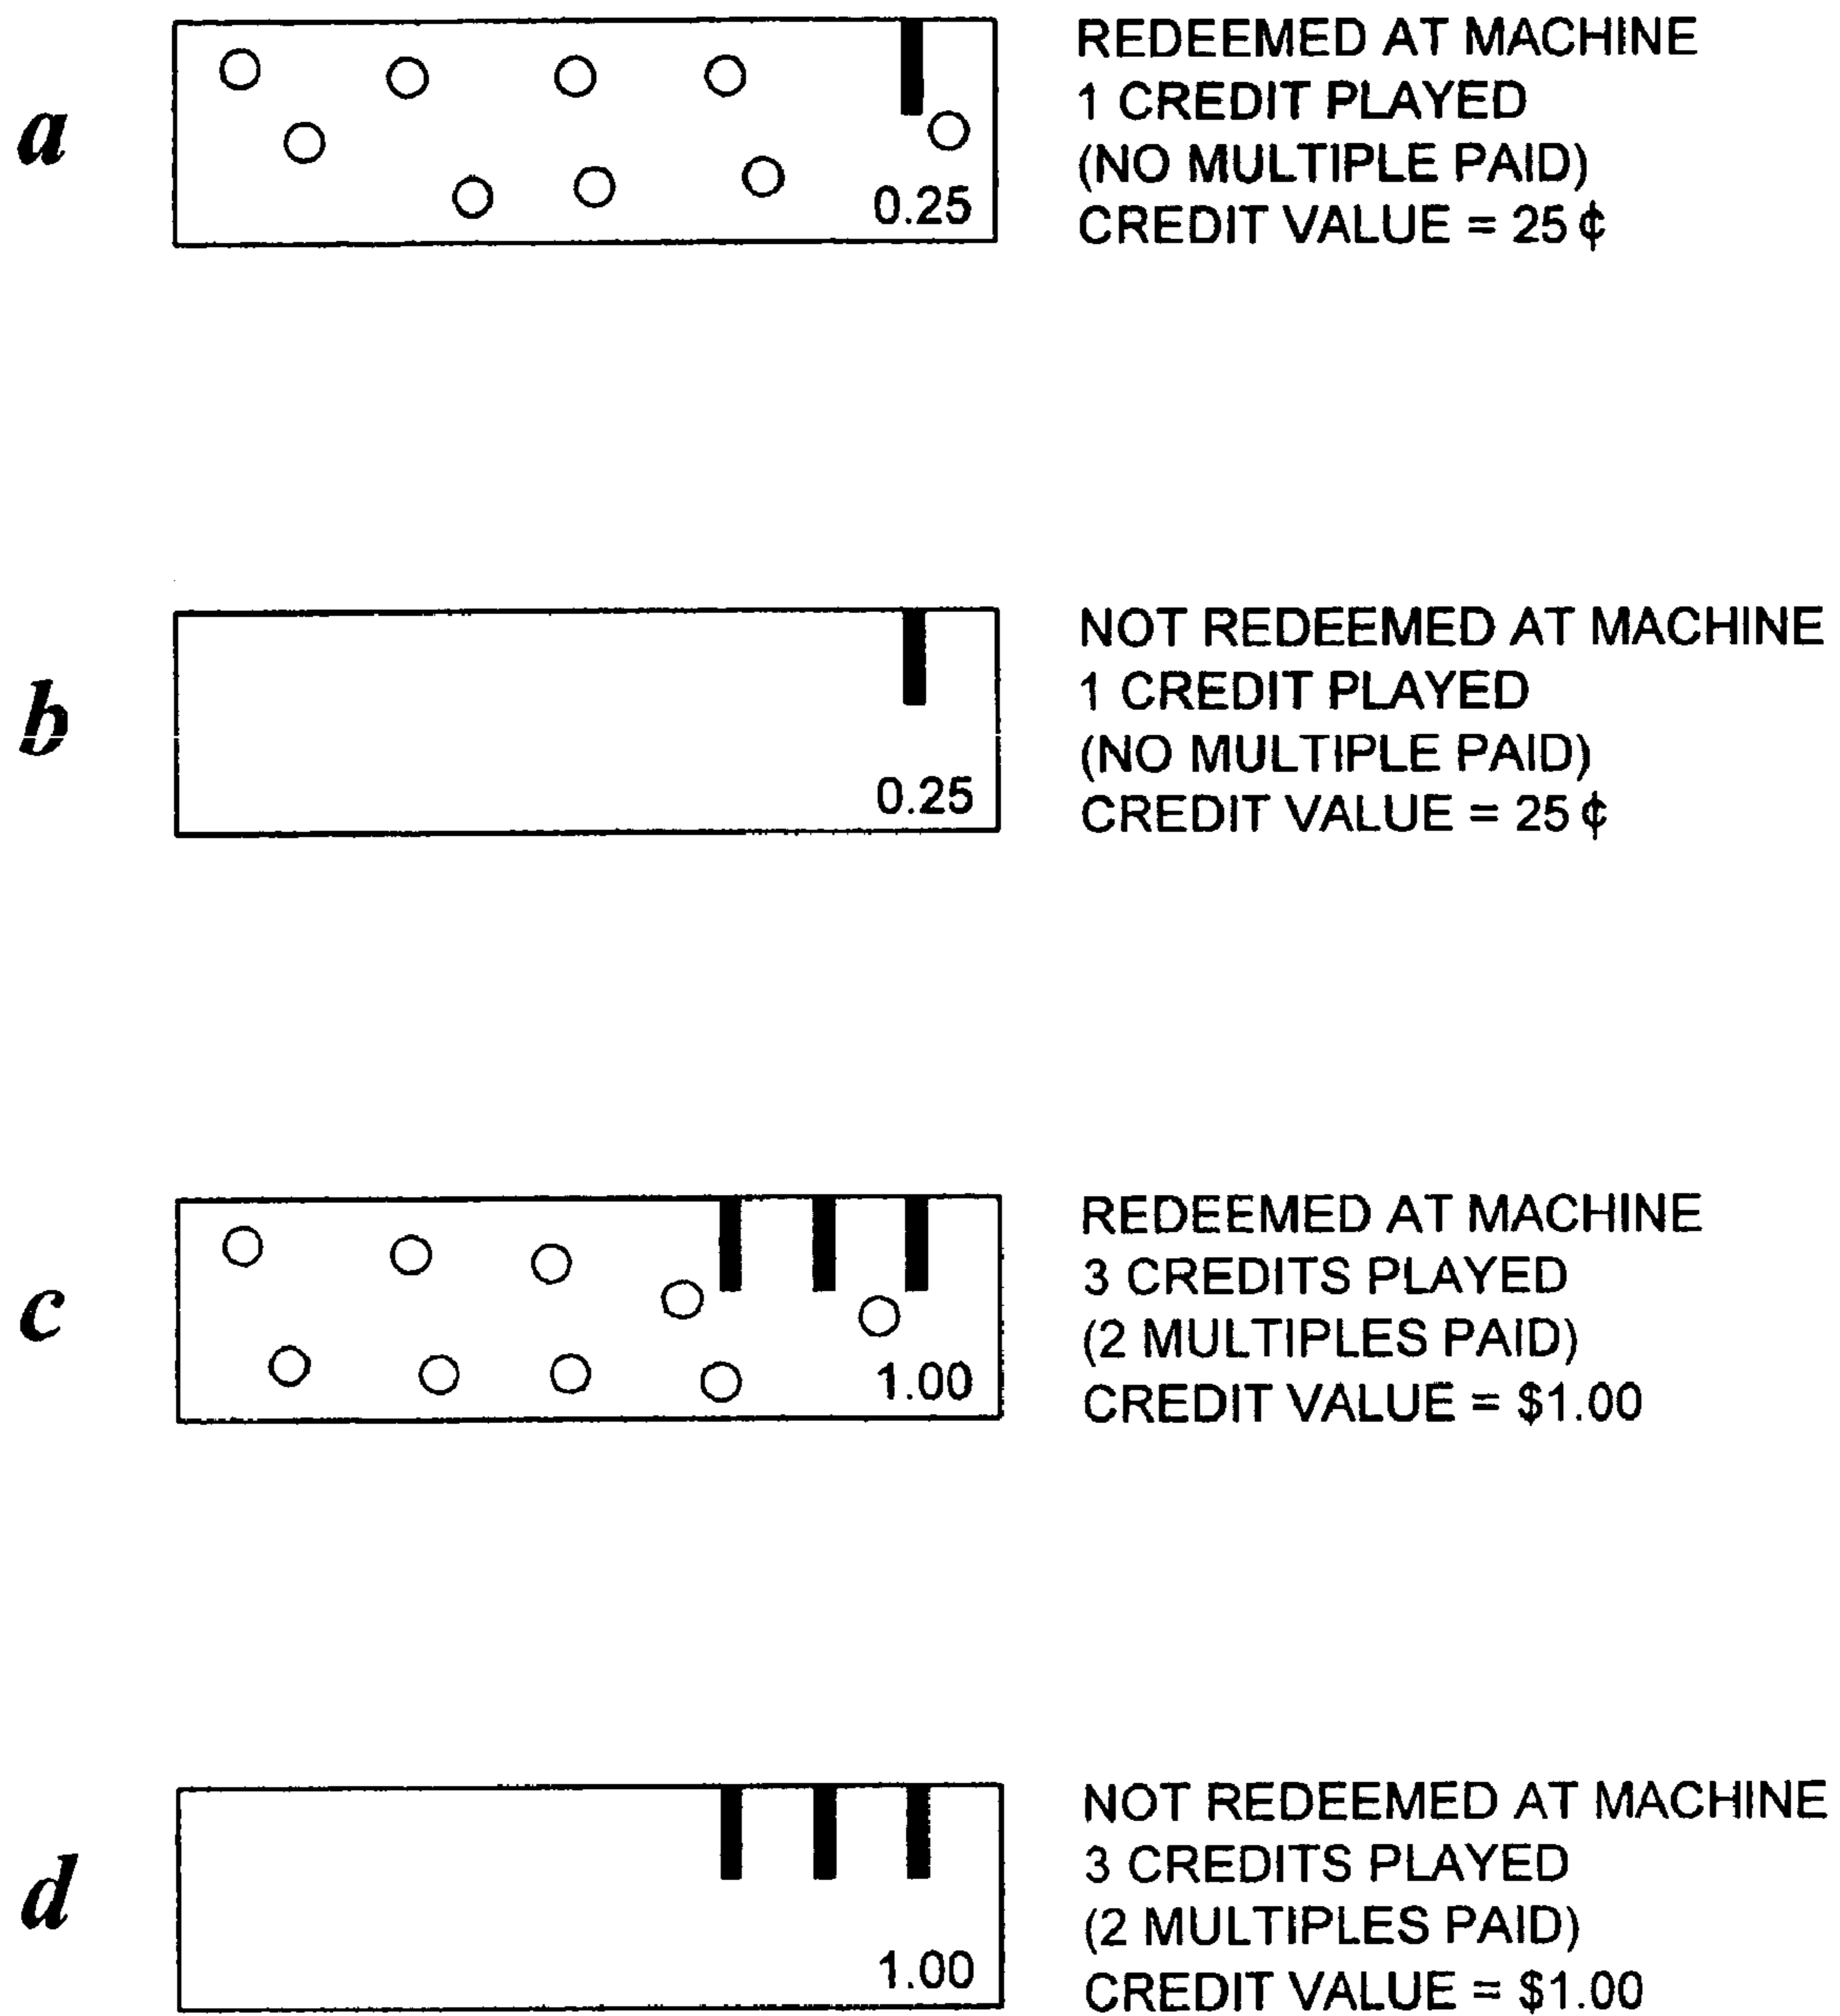 a
0.25
REDEEMED AT MACHINE
1 CREDIT PLAYED
(NO MULTIPLE PAID)
CREDIT VALUE = 25 ¢
b
0.25
NOT REDEEMED AT MACHINE
1 CREDIT PLAYED
(NO MULTIPLE PAID)
CREDIT VALUE = 25 ¢
c
1.00
REDEEMED AT MACHINE
3 CREDITS PLAYED
(2 MULTIPLES PAID)
CREDIT VALUE = $1.00
d
1.00
NOT REDEEMED AT MACHINE
3 CREDITS PLAYED
(2 MULTIPLES PAID)
CREDIT VALUE = $1.00